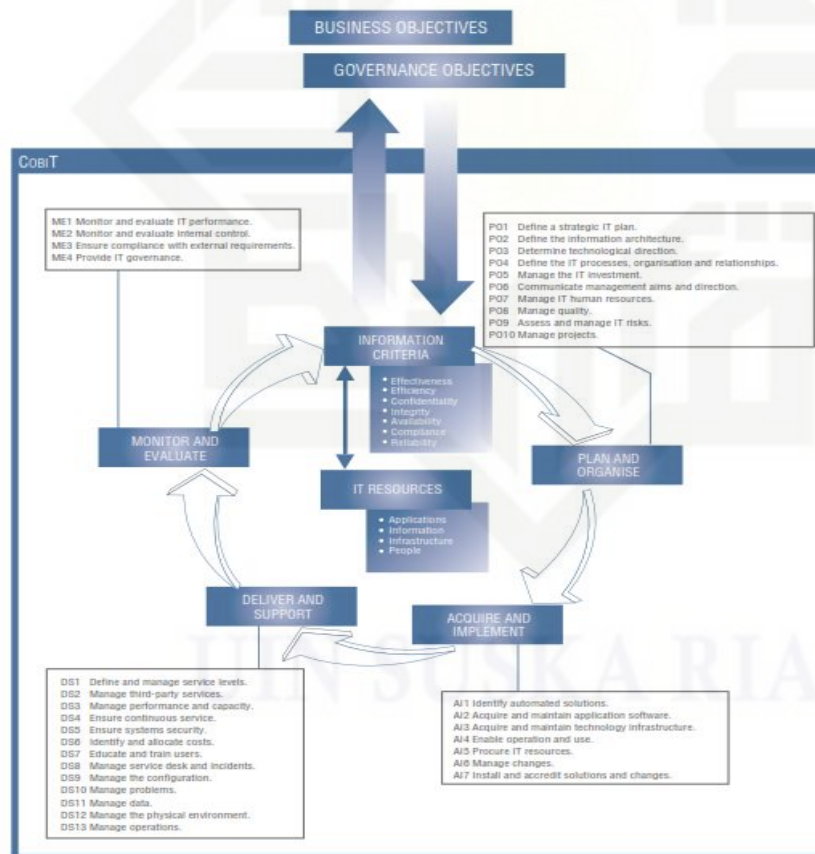 BUSINESS OBJECTIVES
GOVERNANCE OBJECTIVES
COBIT
ME1 Monitor and evaluate IT performance.
ME2 Monitor and evaluate internal control.
ME3 Ensure compliance with external requirements.
ME4 Provide IT governance.
PO1 Define a strategic IT plan.
PO2 Define the information architecture.
PO3 Determine technological direction.
PO4 Define the IT processes, organisation and relationships.
PO5 Manage the IT investment.
PO6 Communicate management aims and direction.
PO7 Manage IT human resources.
PO8 Manage quality.
PO9 Assess and manage IT risks.
PO10 Manage projects.
INFORMATION
CRITERIA
• Effectiveness
• Efficiency
• Confidentiality
• Integrity
• Availability
• Compliance
• Reliability
MONITOR AND
EVALUATE
PLAN AND
ORGANISE
IT RESOURCES
• Applications
• Information
• Infrastructure
• People
DELIVER AND
SUPPORT
ACQUIRE AND
IMPLEMENT
UIN SUSKA RIA
DS1 Define and manage service levels.
DS2 Manage third-party services.
DS3 Manage performance and capacity.
DS4 Ensure continuous service.
DS5 Ensure systems security.
DS6 Identify and allocate costs.
DS7 Educate and train users.
DS8 Manage service desk and incidents.
DS9 Manage the configuration.
DS10 Manage problems.
DS11 Manage data.
DS12 Manage the physical environment.
DS13 Manage operations.
AI1 Identify automated solutions.
AI2 Acquire and maintain application software.
AI3 Acquire and maintain technology infrastructure.
AI4 Enable operation and use.
AI5 Procure IT resources.
AI6 Manage changes.
AI7 Install and accredit solutions and changes.